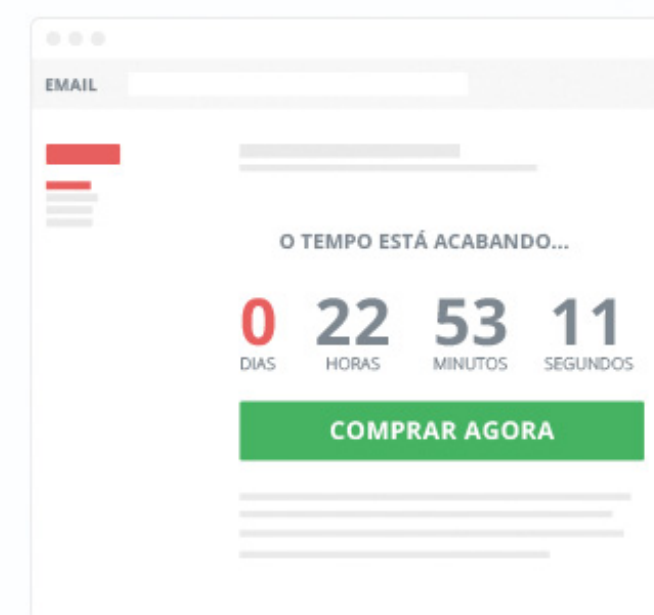 EMAIL
O TEMPO ESTÁ ACABANDO...
0 22 53 11
DIAS HORAS MINUTOS SEGUNDOS
COMPRAR AGORA